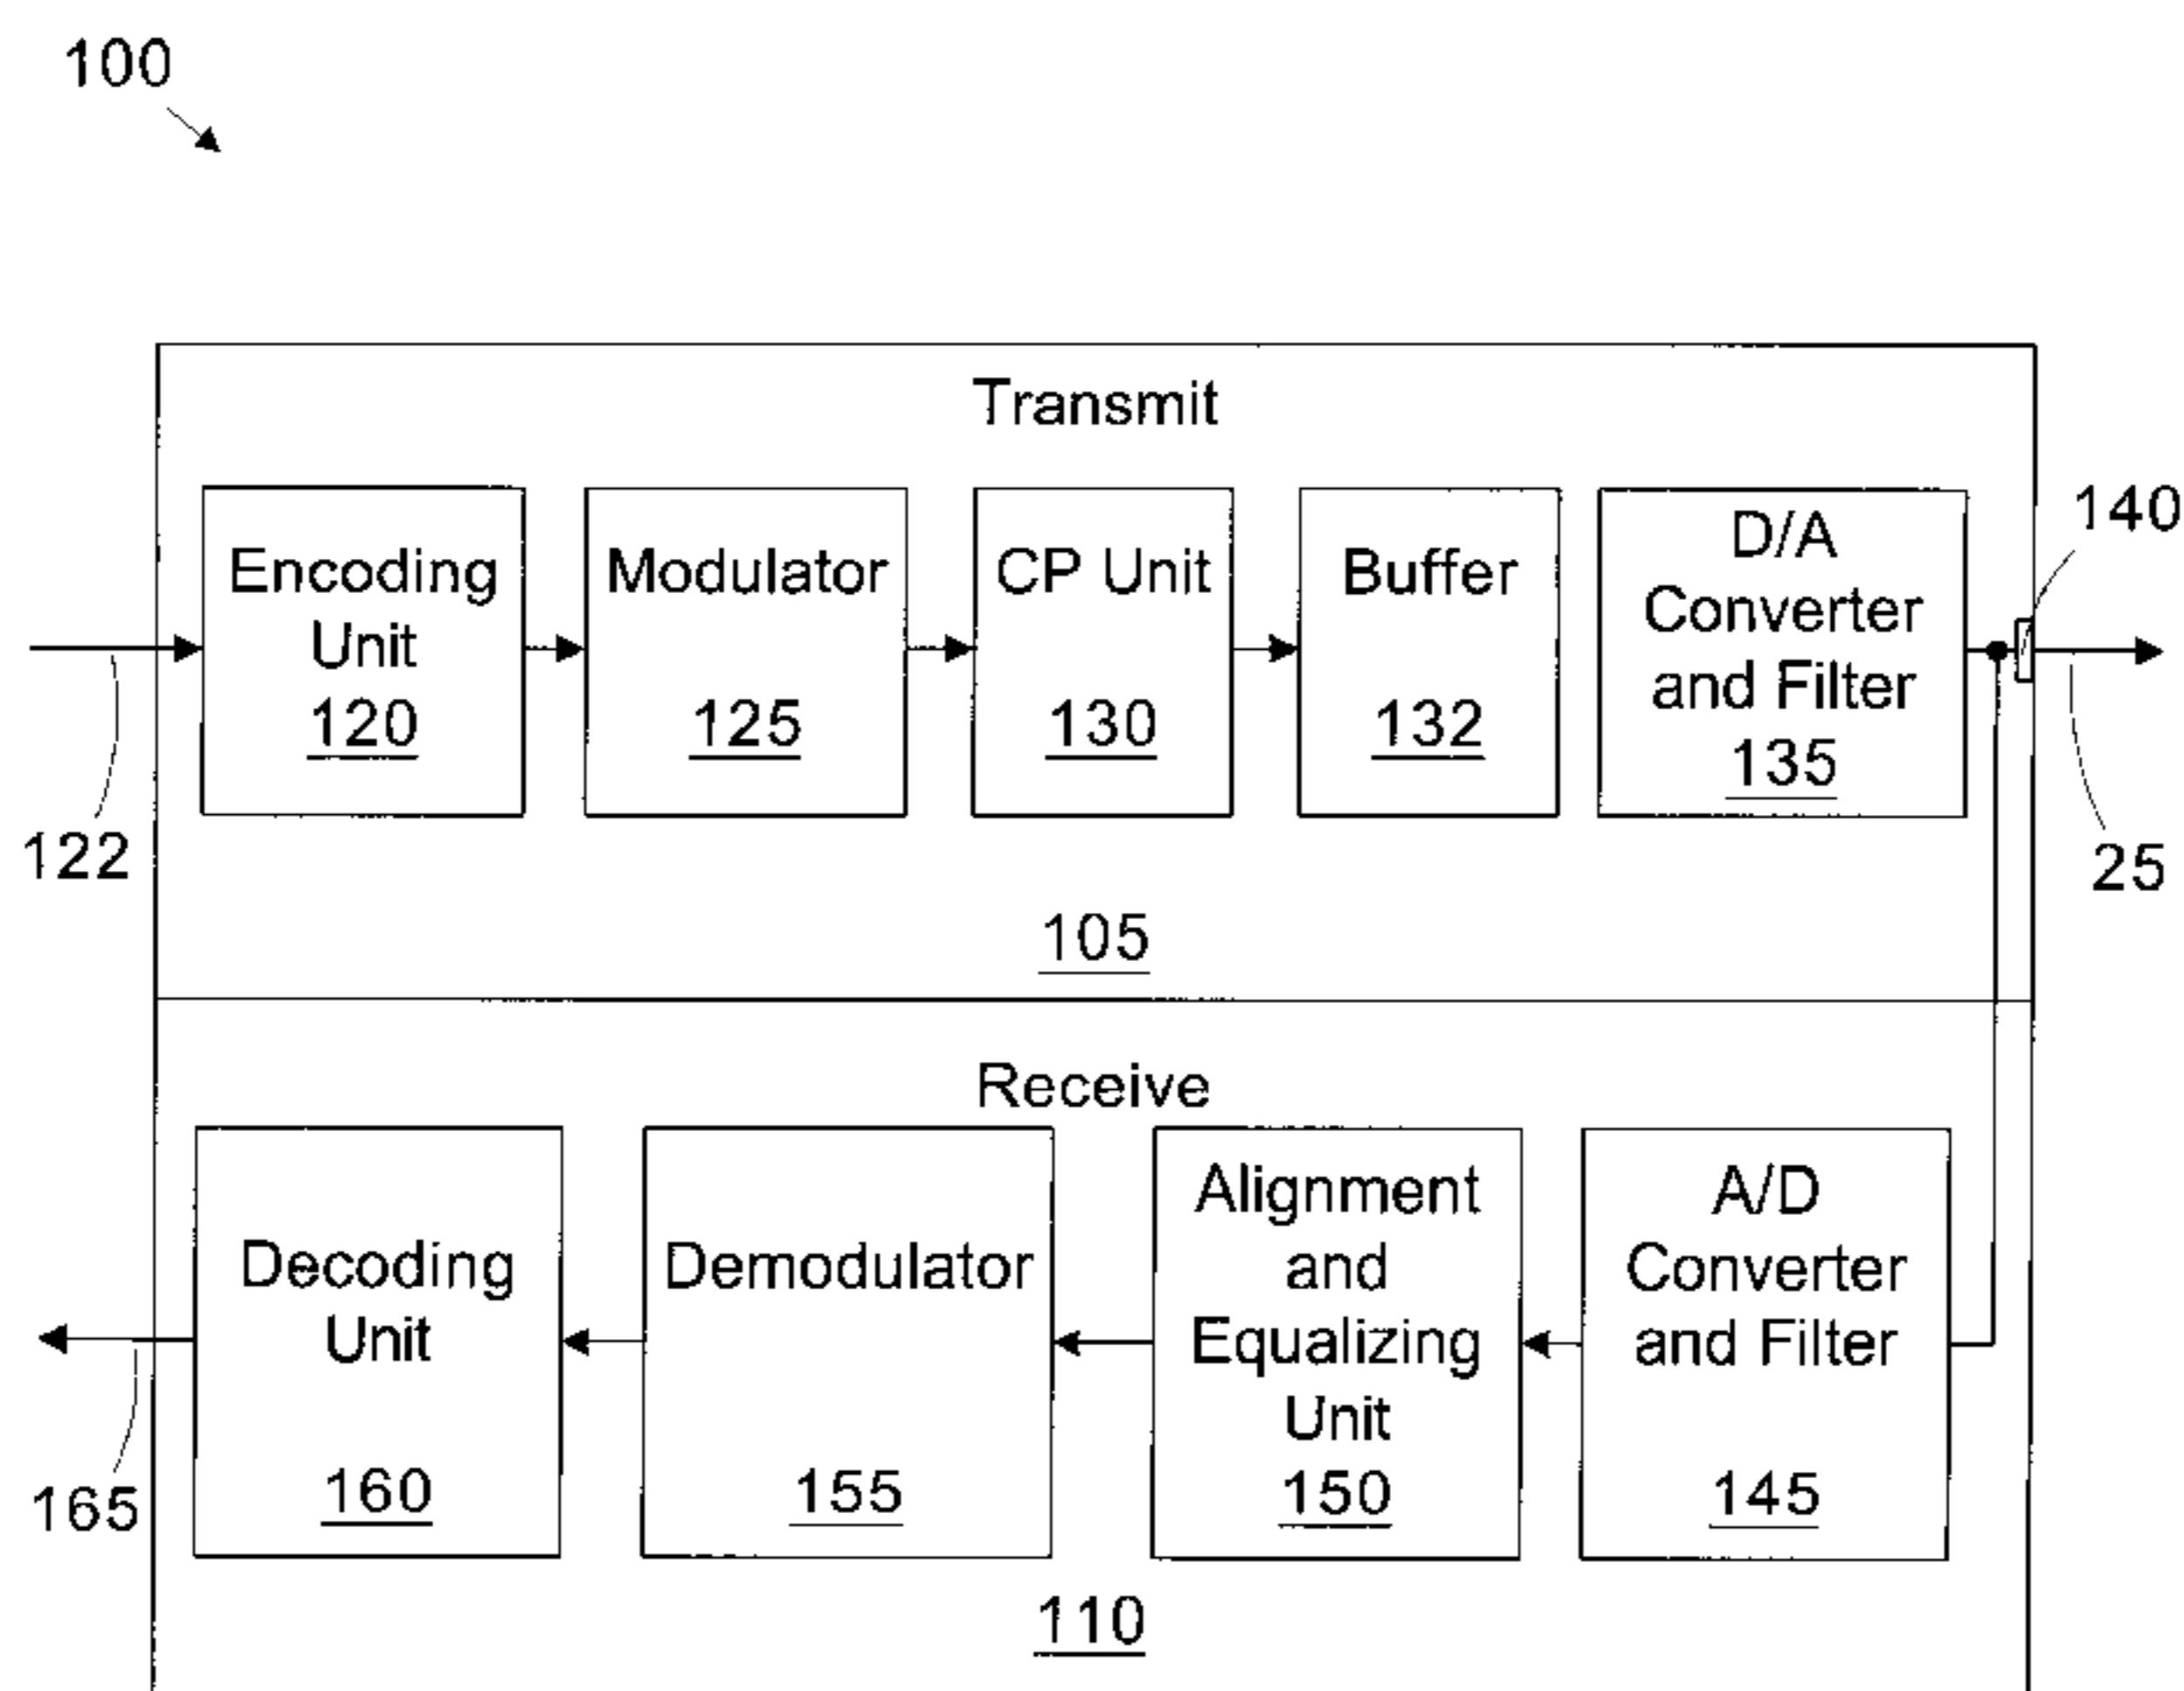 100
Transmit
140
Encoding
Unit
120
Modulator
125
CP Unit
130
Buffer
132
D/A
Converter
and Filter
135
122
25
105
Receive
Decoding
Unit
160
Demodulator
155
Alignment
and
Equalizing
Unit
150
A/D
Converter
and Filter
145
165
110